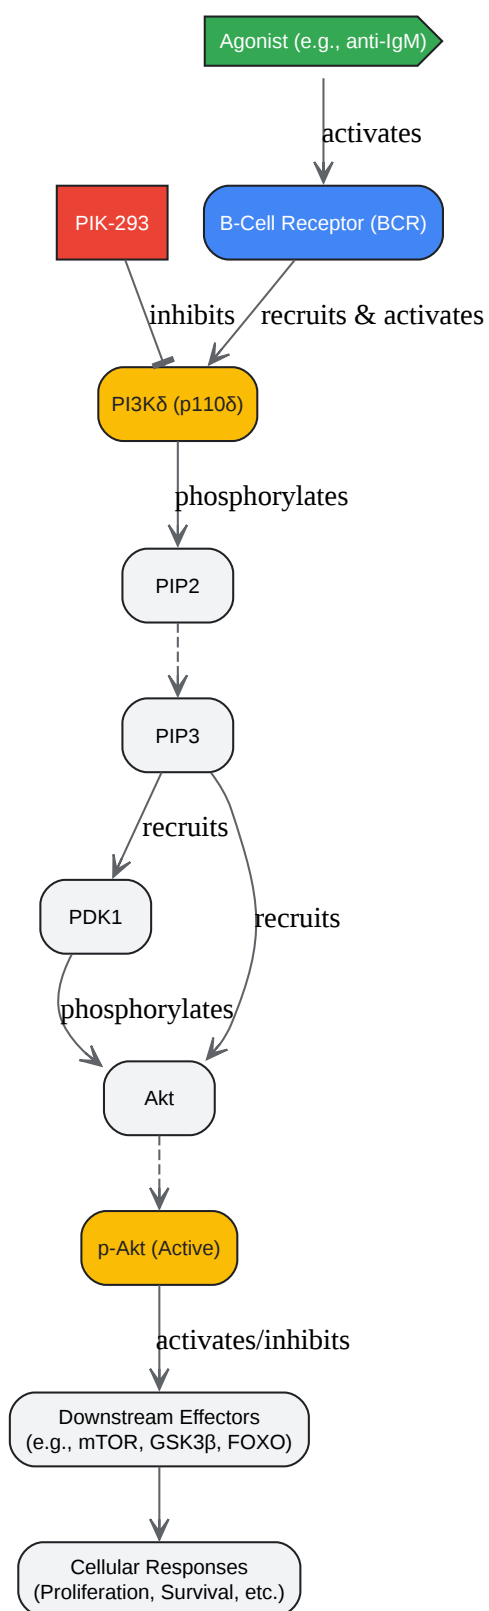 Agonist (e.g., anti-IgM)
activates
PIK-293
B-Cell Receptor (BCR)
inhibits
recruits & activates
PI3Kδ (p110δ)
phosphorylates
PIP2
PIP3
recruits
PDK1
recruits
phosphorylates
Akt
p-Akt (Active)
activates/inhibits
Downstream Effectors
(e.g., mTOR, GSK3β, FOXO)
Cellular Responses
(Proliferation, Survival, etc.)